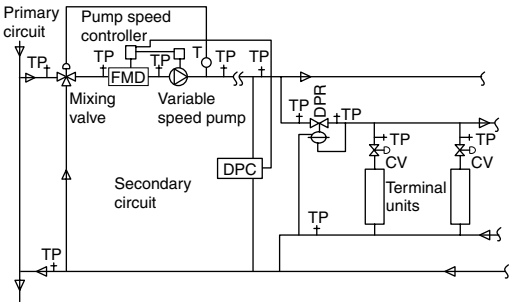 Primary
circuit
Pump speed
controller
TP
TP
TP
T
TP
TP
FMD
Mixing
valve
Variable
speed pump
TP
DPR
TP
DPC
Secondary
circuit
TP
CV
TP
CV
Terminal
units
TP
TP